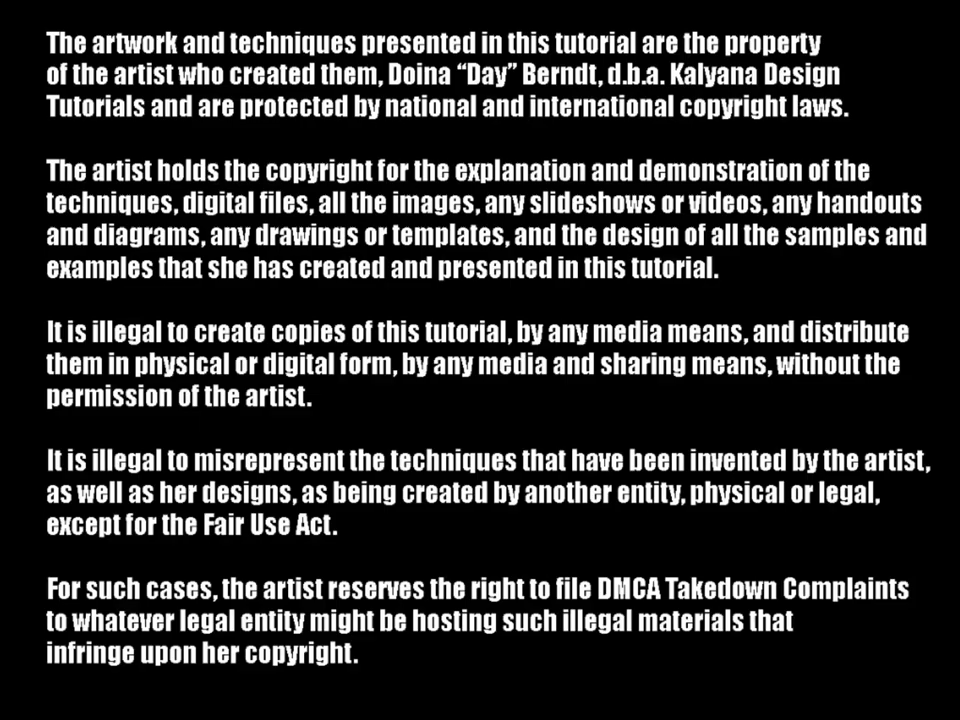 The artwork and techniques presented in this tutorial are the property
of the artist who created them, Doina “Day” Berndt, d.b.a. Kalyana Design
Tutorials and are protected by national and international copyright laws.
The artist holds the copyright for the explanation and demonstration of the
techniques, digital files, all the images, any slideshows or videos, any handouts
and diagrams, any drawings or templates, and the design of all the samples and
examples that she has created and presented in this tutorial.
It is illegal to create copies of this tutorial, by any media means, and distribute
them in physical or digital form, by any media and sharing means, without the
permission of the artist.
It is illegal to misrepresent the techniques that have been invented by the artist,
as well as her designs, as being created by another entity, physical or legal,
except for the Fair Use Act.
For such cases, the artist reserves the right to file DMCA Takedown Complaints
to whatever legal entity might be hosting such illegal materials that
infringe upon her copyright.